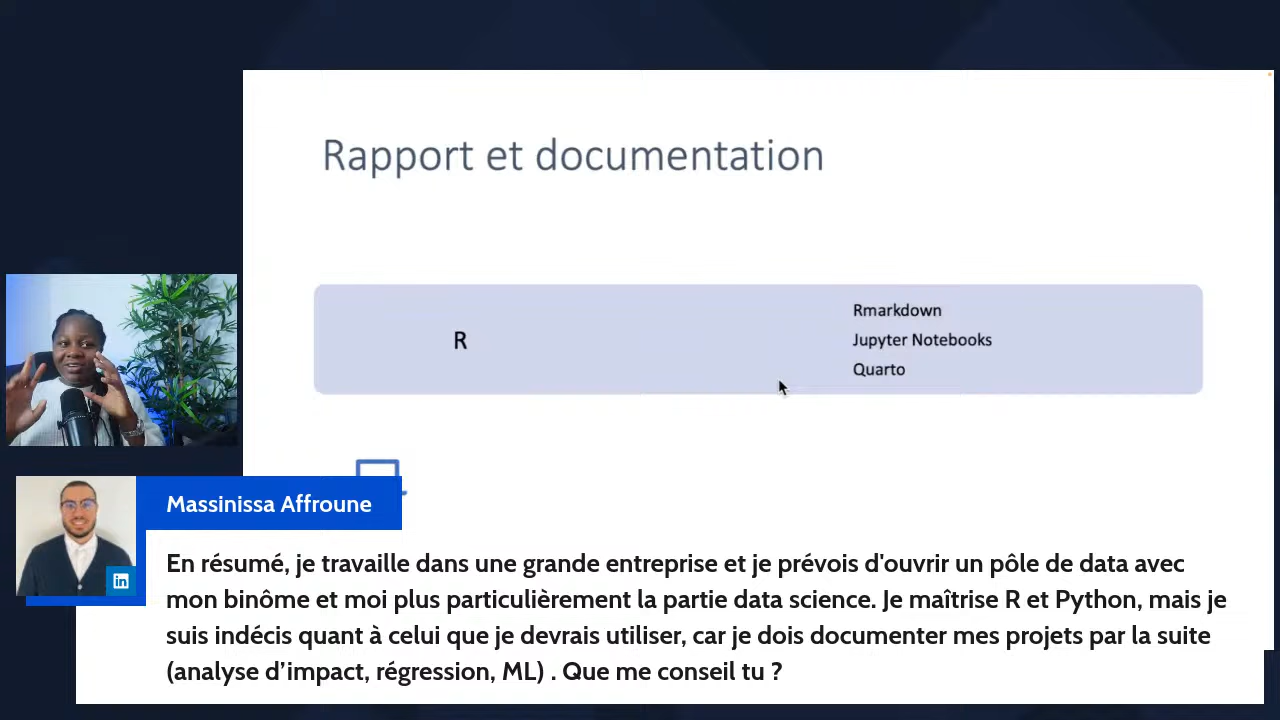 Rapport et documentation
R
Rmarkdown
Jupyter Notebooks
Quarto
Massinissa Affroune
in
En résumé, je travaille dans une grande entreprise et je prévois d'ouvrir un pôle de data avec
mon binôme et moi plus particulièrement la partie data science. Je maîtrise R et Python, mais je
suis indécis quant à celui que je devrais utiliser, car je dois documenter mes projets par la suite
(analyse d’impact, régression, ML) . Que me conseil tu ?